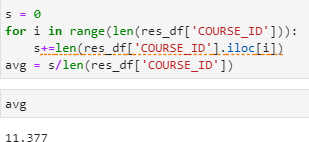 s = 0
for i in range(len(res_df['COURSE_ID'])):
    s+=len(res_df['COURSE_ID'].iloc[i])
avg = s/len(res_df['COURSE_ID'])
avg
11.377